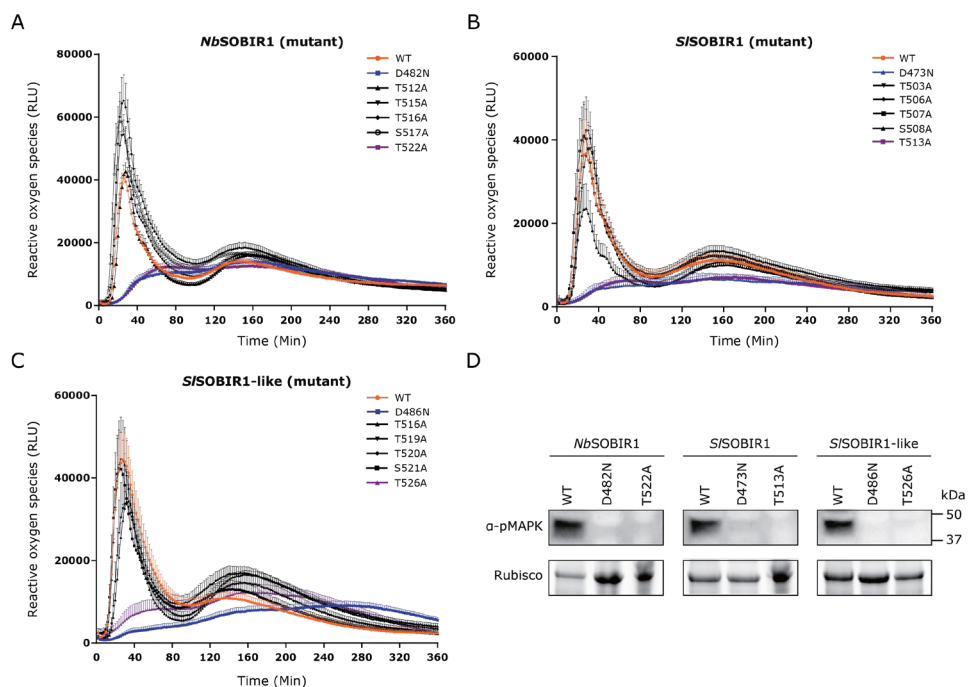 A
NbSOBIR1 (mutant)
Reactive oxygen species (RLU)
80000
60000
40000
20000
0
0 40 80 120 160 200 240 280 320 360
Time (Min)
WT
D482N
T512A
T515A
T516A
S517A
T522A
B
SlSOBIR1 (mutant)
Reactive oxygen species (RLU)
60000
40000
20000
0
0 40 80 120 160 200 240 280 320 360
Time (Min)
WT
D473N
T503A
T506A
T507A
S508A
T513A
C
SlSOBIR1-like (mutant)
Reactive oxygen species (RLU)
60000
40000
20000
0
0 40 80 120 160 200 240 280 320 360
Time (Min)
WT
D486N
T516A
T519A
T520A
S521A
T526A
D
NbSOBIR1 SlSOBIR1 SlSOBIR1-like
WT D482N T522A WT D473N T513A WT D486N T526A
kDa
α-pMAPK
50
37
Rubisco